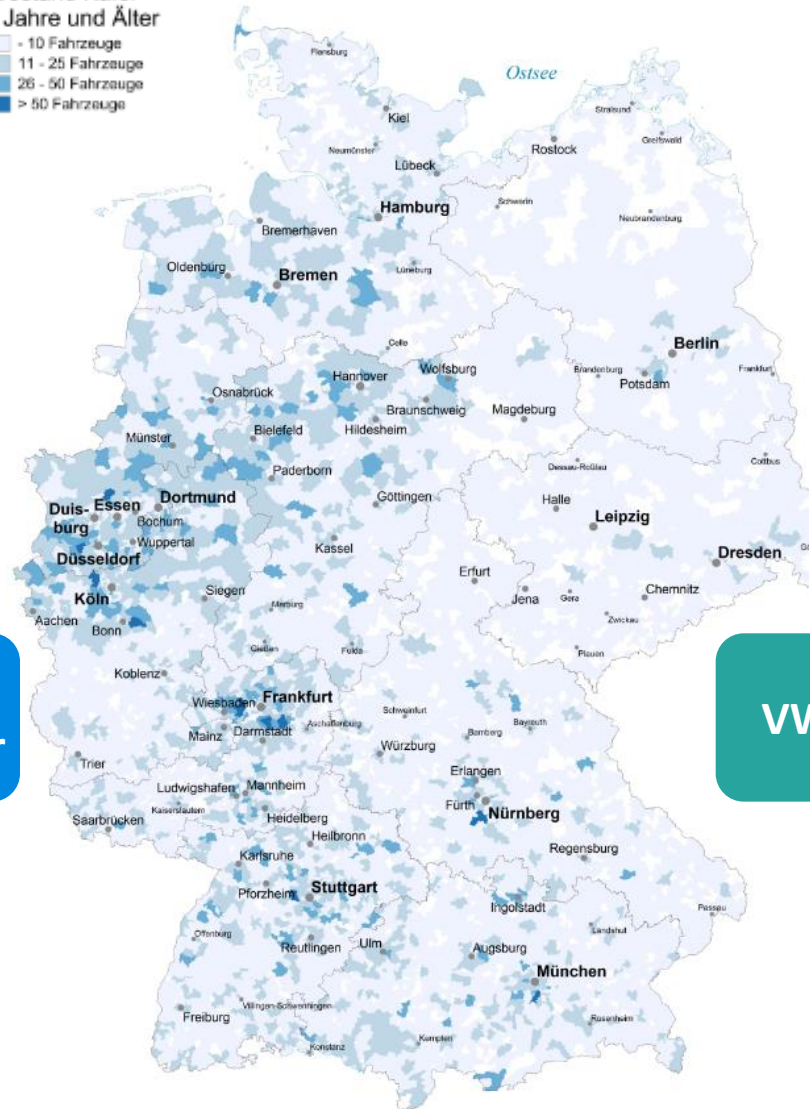 Jahre und Älter
- 10 Fahrzeuge
11 - 25 Fahrzeuge
26 - 50 Fahrzeuge
> 50 Fahrzeuge
Flensburg
Ostsee
Kiel
Stralsund
Greifswald
Rostock
Neumünster
Lübeck
Schwerin
Hamburg
Neubrandenburg
Bremerhaven
Oldenburg
Bremen
Lüneburg
Celle
Berlin
Wolfsburg
Hannover
Brandenburg
Frankfurt
Potsdam
Osnabrück
Braunschweig
Magdeburg
Münster
Bielefeld
Hildesheim
Cottbus
Paderborn
Dessau-Roßlau
Duis-
burg
Essen
Dortmund
Göttingen
Halle
Bochum
Leipzig
Wuppertal
Düsseldorf
Kassel
Dresden
Erfurt
Köln
Siegen
Jena
Gera
Chemnitz
Marburg
Aachen
Zwickau
Bonn
Gießen
Fulda
Plauen
Koblenz
Wiesbaden
Frankfurt
Schweinfurt
VW
Mainz
Darmstadt
Aschaffenburg
Bayreuth
Bamberg
Würzburg
Trier
Erlangen
Ludwigshafen
Mannheim
Fürth
Nürnberg
Kaiserslautern
Saarbrücken
Heidelberg
Heilbronn
Regensburg
Karlsruhe
Pforzheim
Stuttgart
Ingolstadt
Passau
Offenburg
Reutlingen
Ulm
Augsburg
Landshut
München
Villingen-Schwenningen
Freiburg
Rosenheim
Kempten
Konstanz